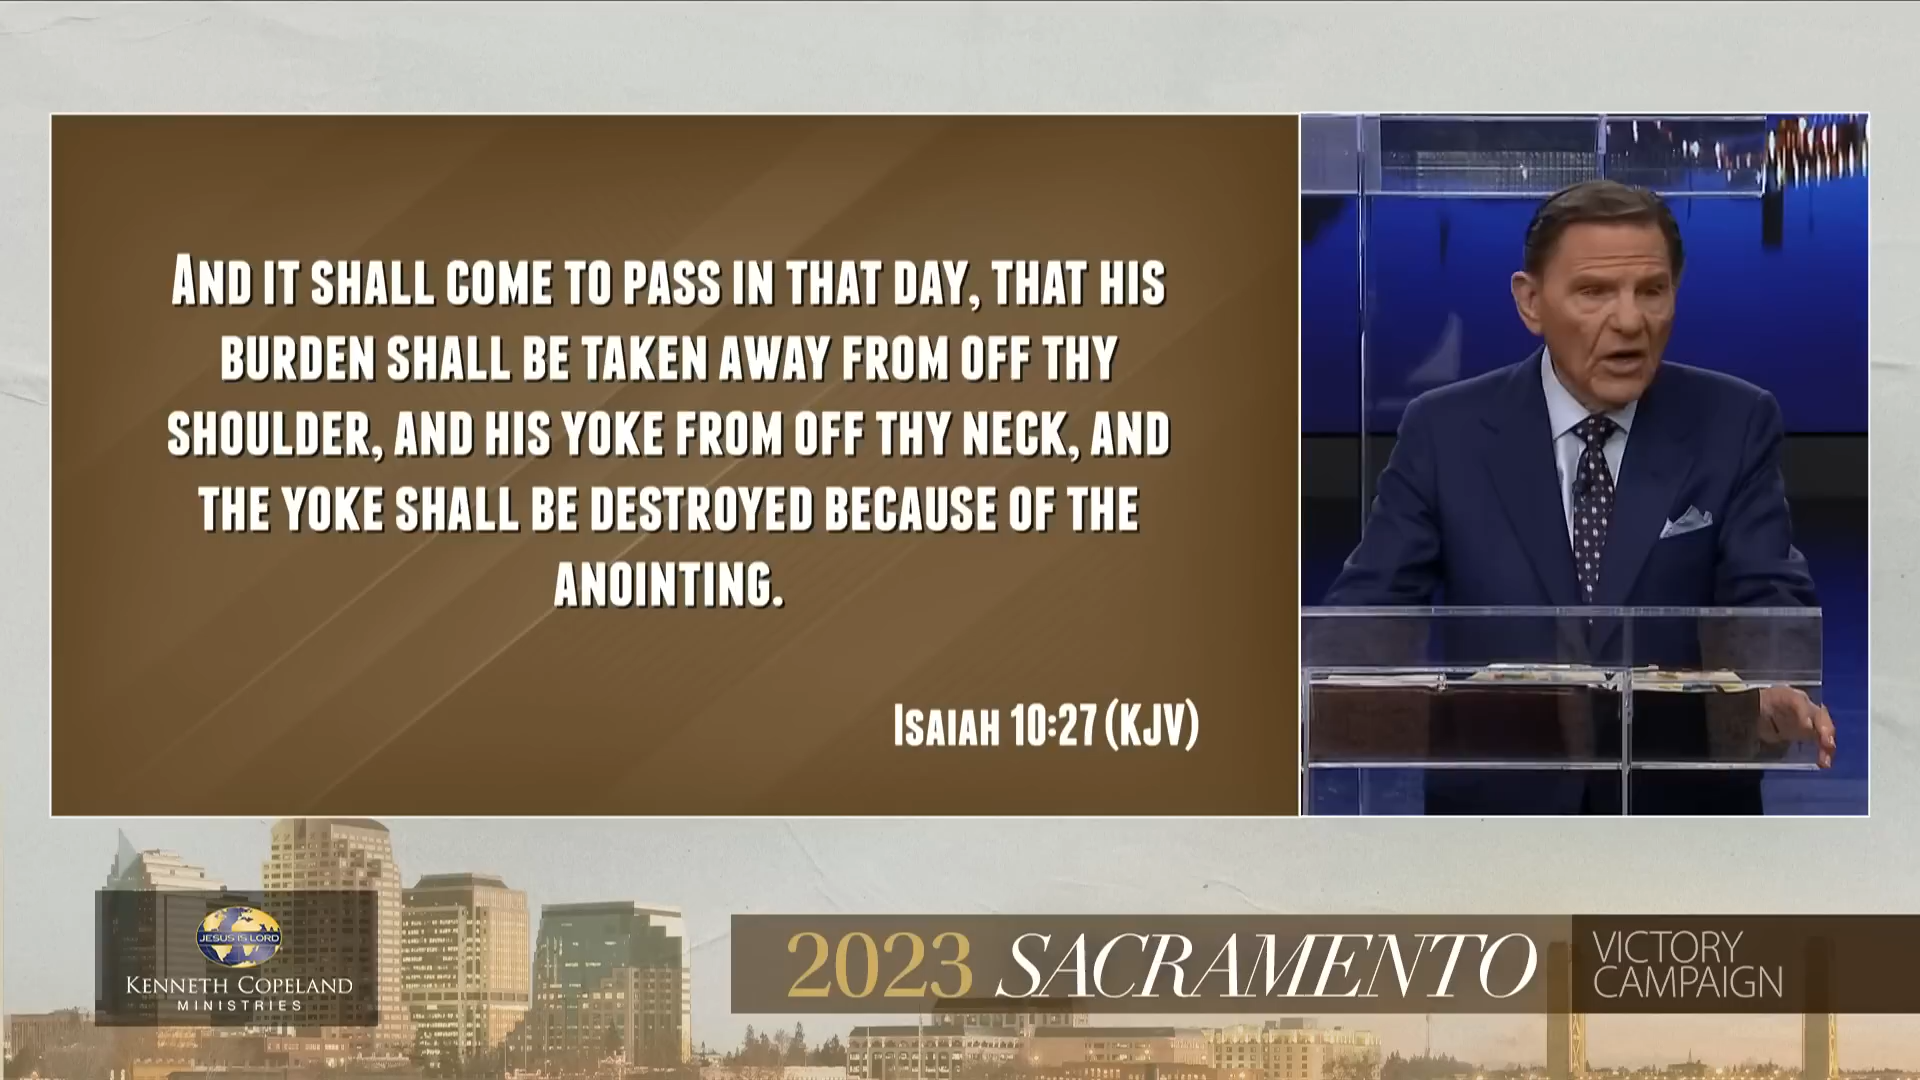 AND IT SHALL COME TO PASS IN THAT DAY, THAT HIS
BURDEN SHALL BE TAKEN AWAY FROM OFF THY
SHOULDER, AND HIS YOKE FROM OFF THY NECK, AND
THE YOKE SHALL BE DESTROYED BECAUSE OF THE
ANOINTING.
ISAIAH 10:27 (KJV)
JESUS IS LORD
KENNETH COPELAND
MINISTRIES
2023 SACRAMENTO
VICTORY
CAMPAIGN